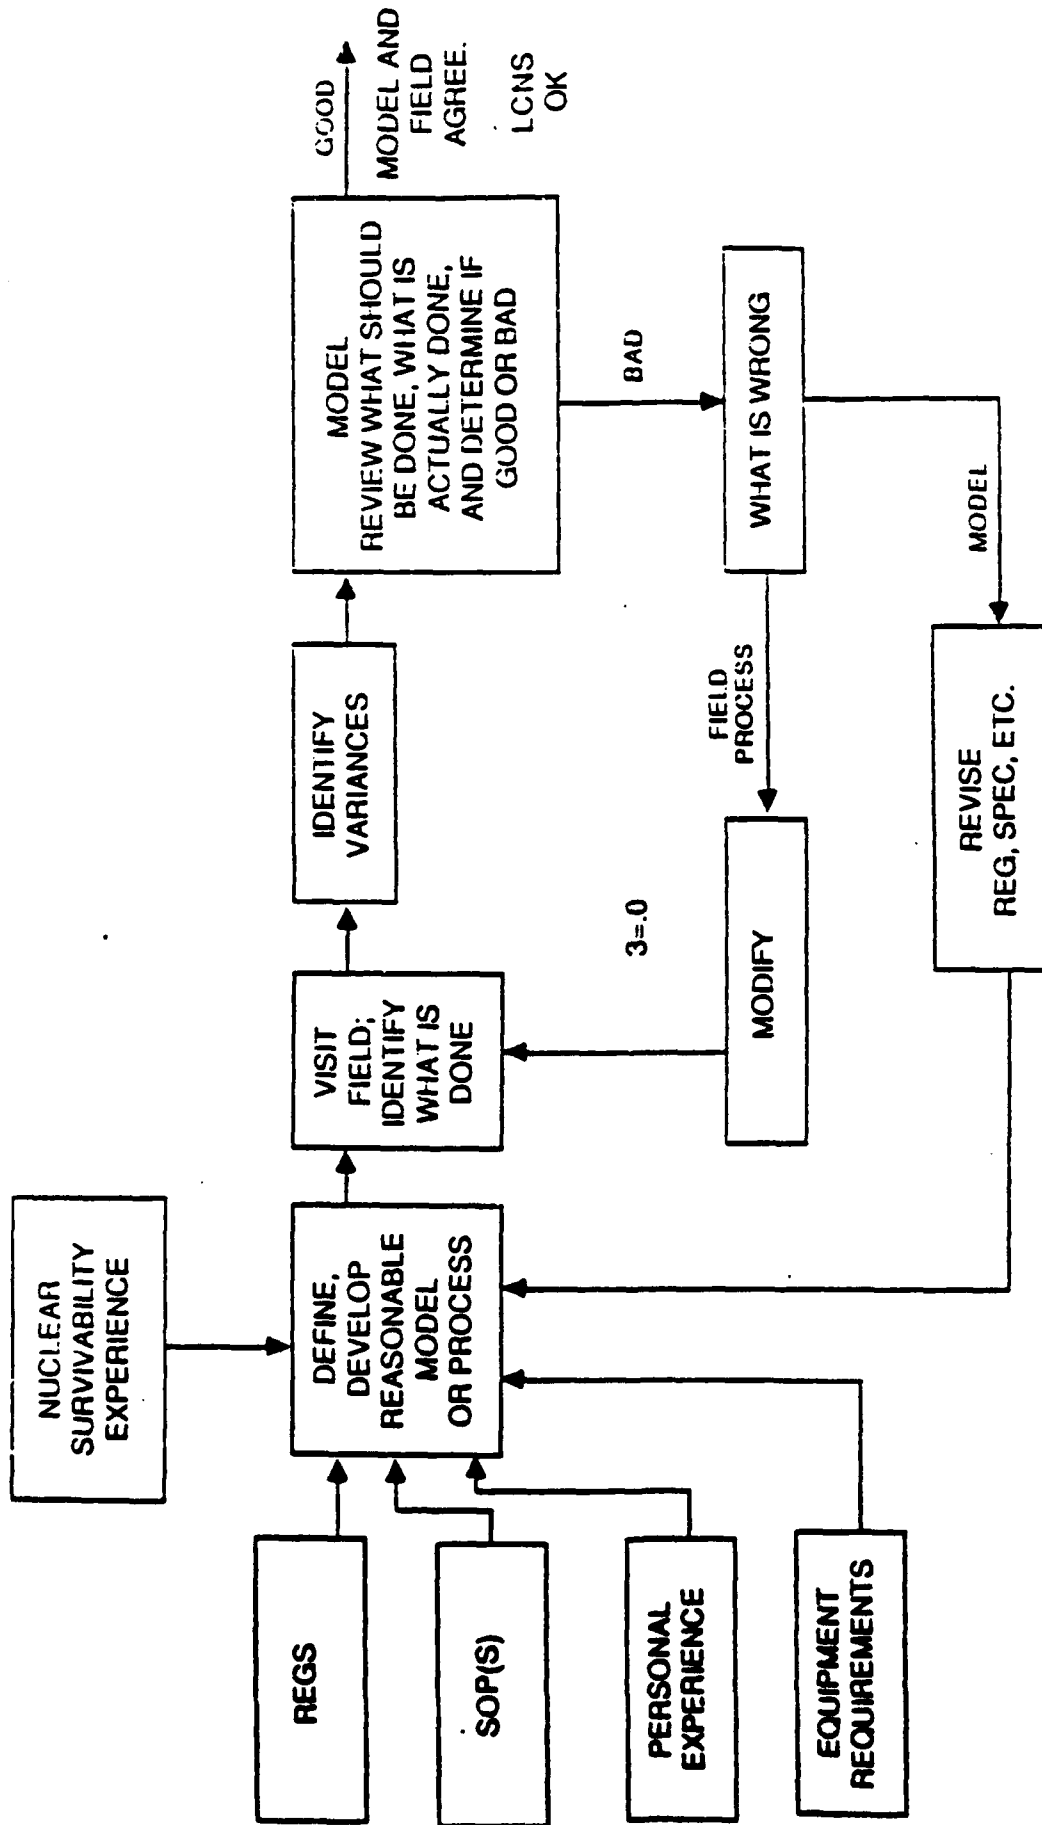 NUCLEAR
SURVIVABILITY
EXPERIENCE
REGS
SOP(S)
PERSONAL
EXPERIENCE
EQUIPMENT
REQUIREMENTS
DEFINE,
DEVELOP
REASONABLE
MODEL
OR PROCESS
VISIT
FIELD;
IDENTIFY
WHAT IS
DONE
IDENTIFY
VARIANCES
MODEL
REVIEW WHAT SHOULD
BE DONE, WHAT IS
ACTUALLY DONE,
AND DETERMINE IF
GOOD OR BAD
GOOD
MODEL AND
FIELD
AGREE.
LCNS
OK
BAD
WHAT IS WRONG
FIELD
PROCESS
MODIFY
3=.0
MODEL
REVISE
REG, SPEC, ETC.